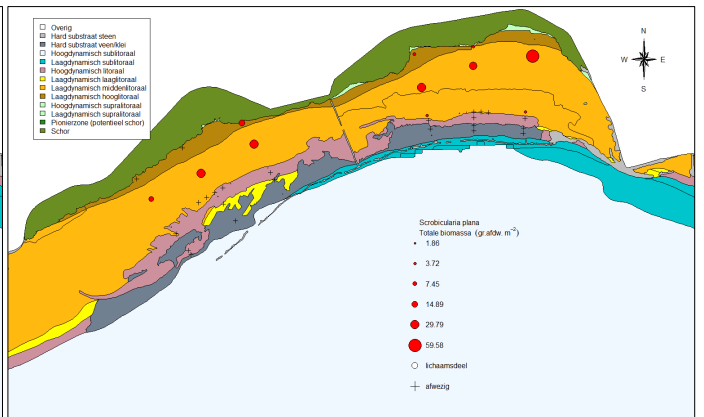 Overig
Hard substraat steen
Hard substraat veen/klei
Hoogdynamisch sublitoraal
Laagdynamisch sublitoraal
Hoogdynamisch litoraal
Laagdynamisch laaglitoraal
Laagdynamisch middenlitoraal
Laagdynamisch hooglitoraal
Hoogdynamisch supralitoraal
Laagdynamisch supralitoraal
Pionierzone (potentieel schor)
Schor
N
W E
S
Scrobicularia plana
Totale biomassa (gr.afdw. m⁻²)
1.86
3.72
7.45
14.89
29.79
59.58
lichaamsdeel
afwezig